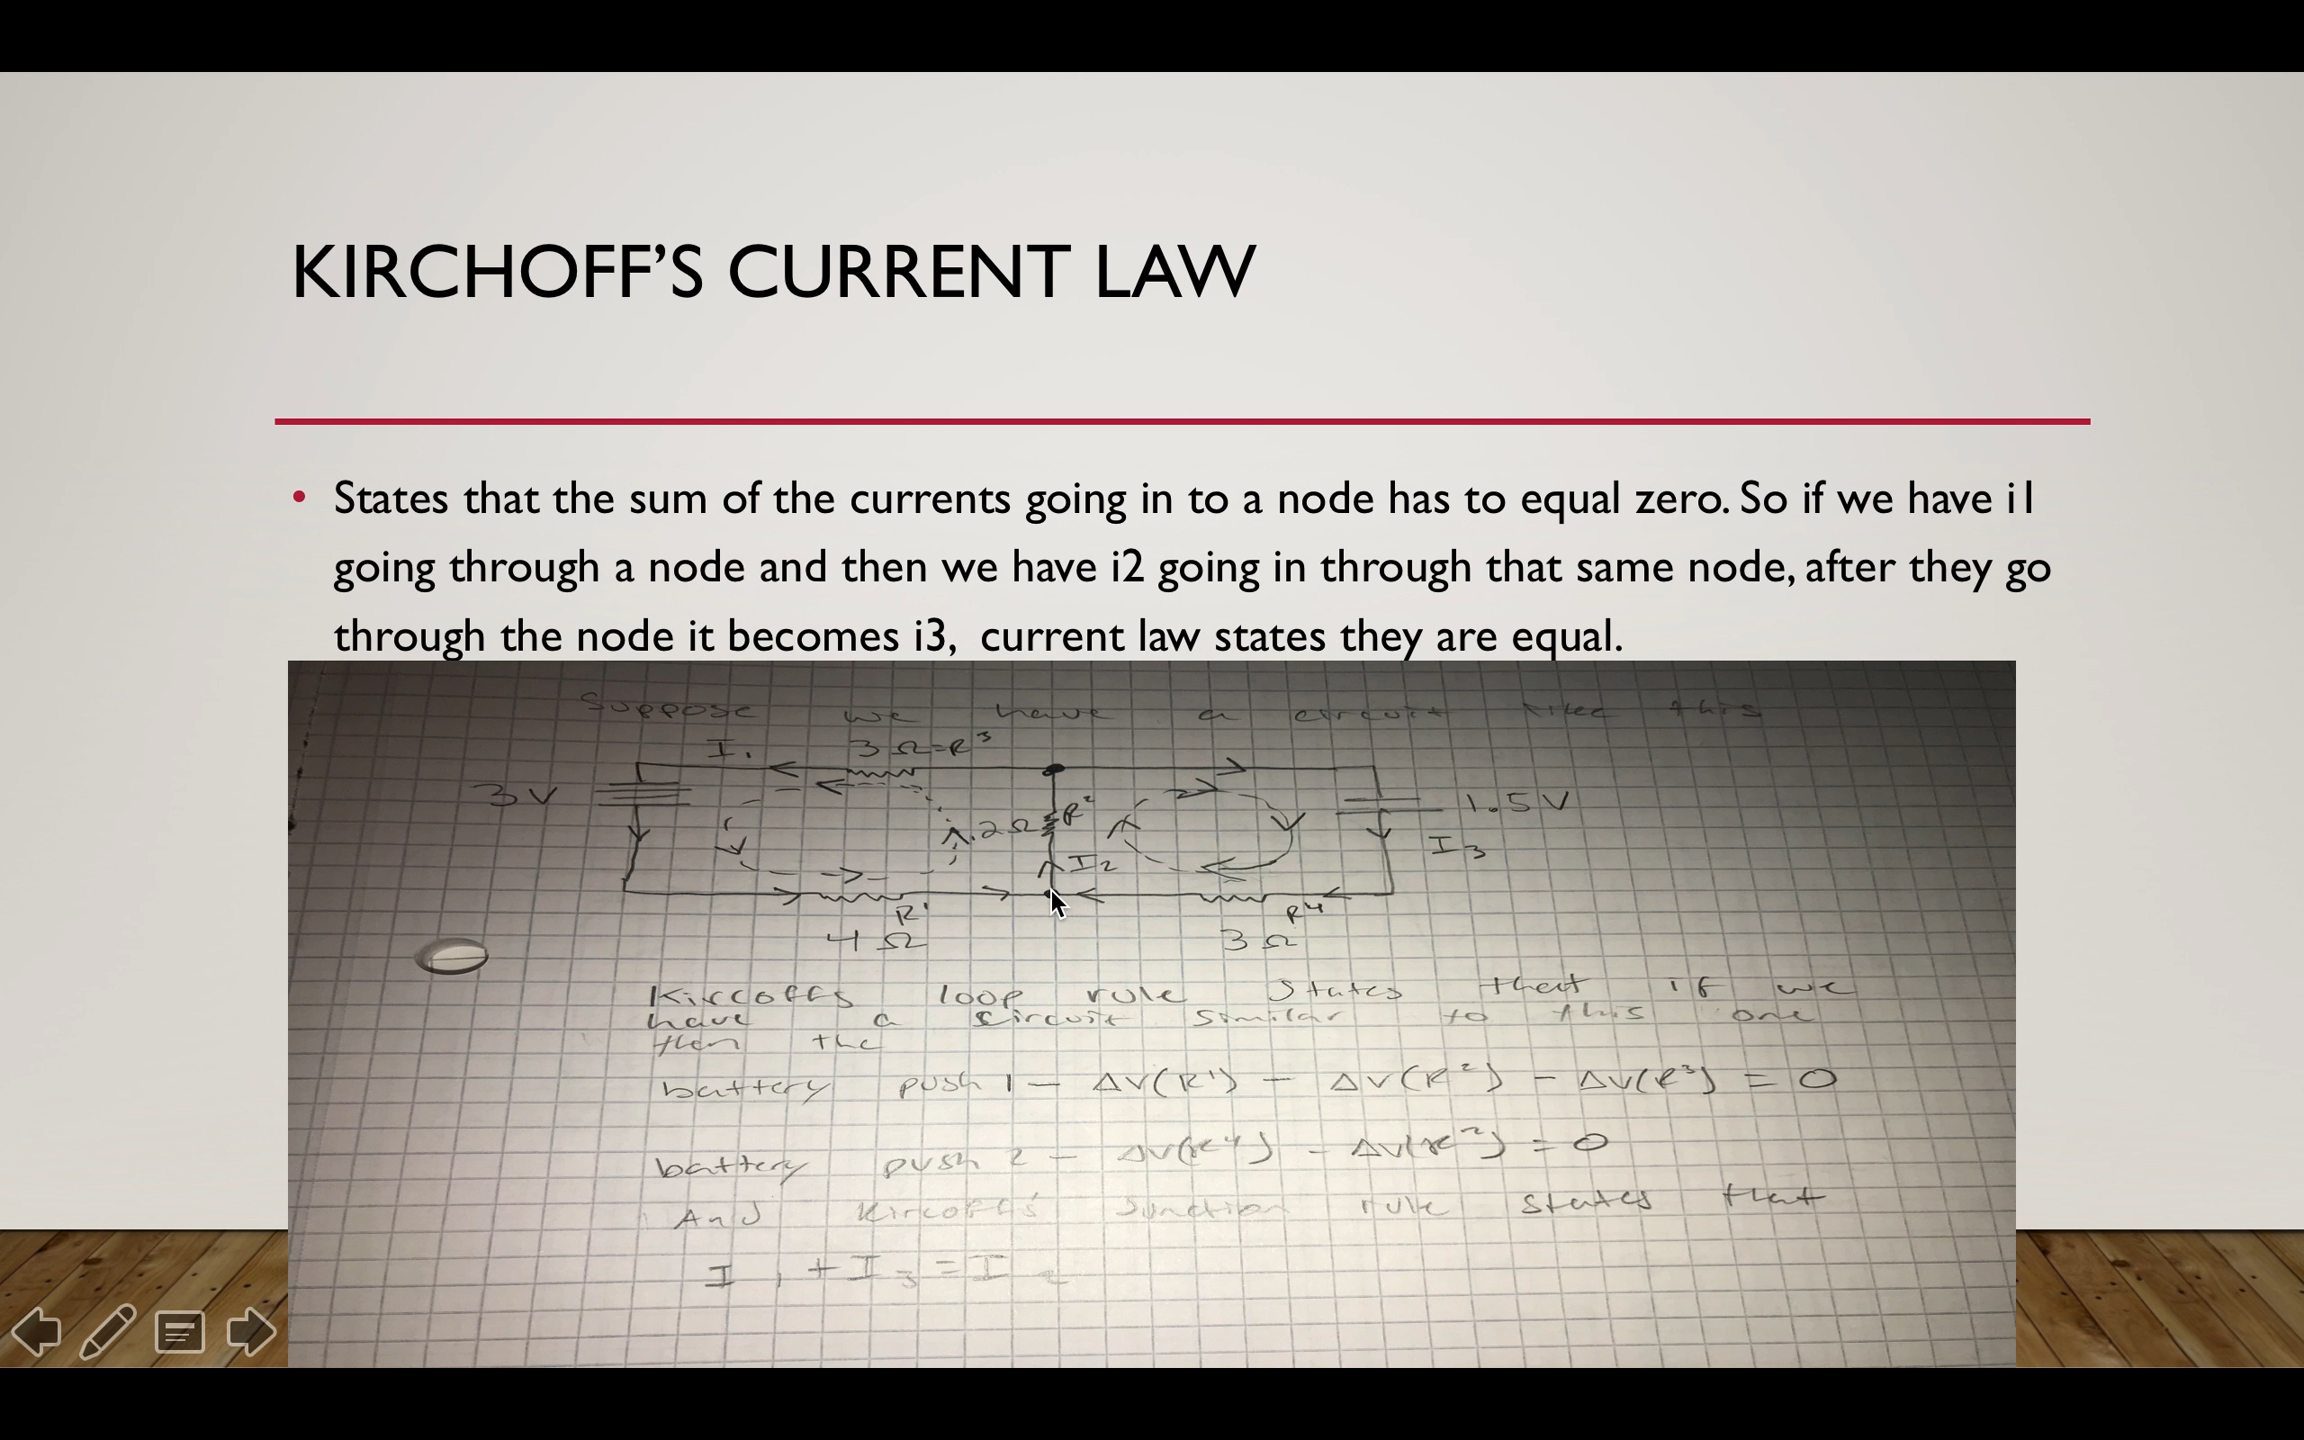 KIRCHOFF’S CURRENT LAW
• States that the sum of the currents going in to a node has to equal zero. So if we have i1
going through a node and then we have i2 going in through that same node, after they go
through the node it becomes i3, current law states they are equal.
Suppose we have a circuit like this
I₁ 3 Ω=R³
3V
.2Ω R²
1.5V
I₂
I₃
R¹
4 Ω
R⁴
3 Ω
Kircoffs loop rule states that if we
have a circuit similar to this one
then the
battery push 1 - ΔV(R¹) - ΔV(R²) - ΔV(R³) = 0
battery push 2 - ΔV(R⁴) - ΔV(R²) = 0
And Kircoffs' Junction rule states that
I₁ + I₃ = I₂